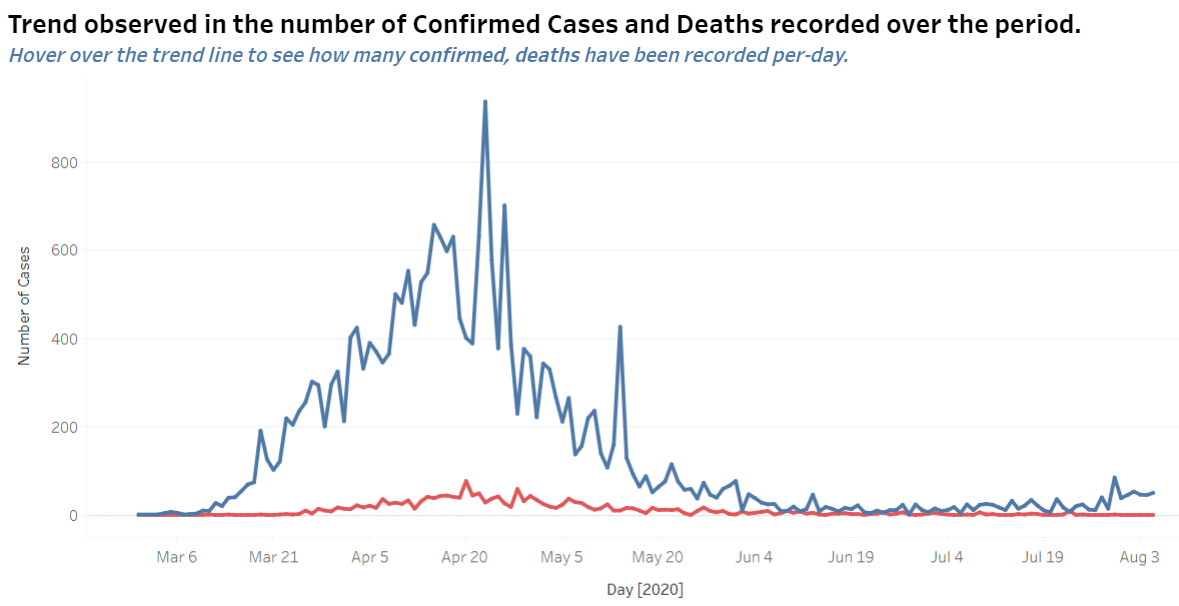 Trend observed in the number of Confirmed Cases and Deaths recorded over the period.
Hover over the trend line to see how many confirmed, deaths have been recorded per-day.
Number of Cases
800
600
400
200
0
Mar 6 Mar 21 Apr 5 Apr 20 May 5 May 20 Jun 4 Jun 19 Jul 4 Jul 19 Aug 3
Day [2020]